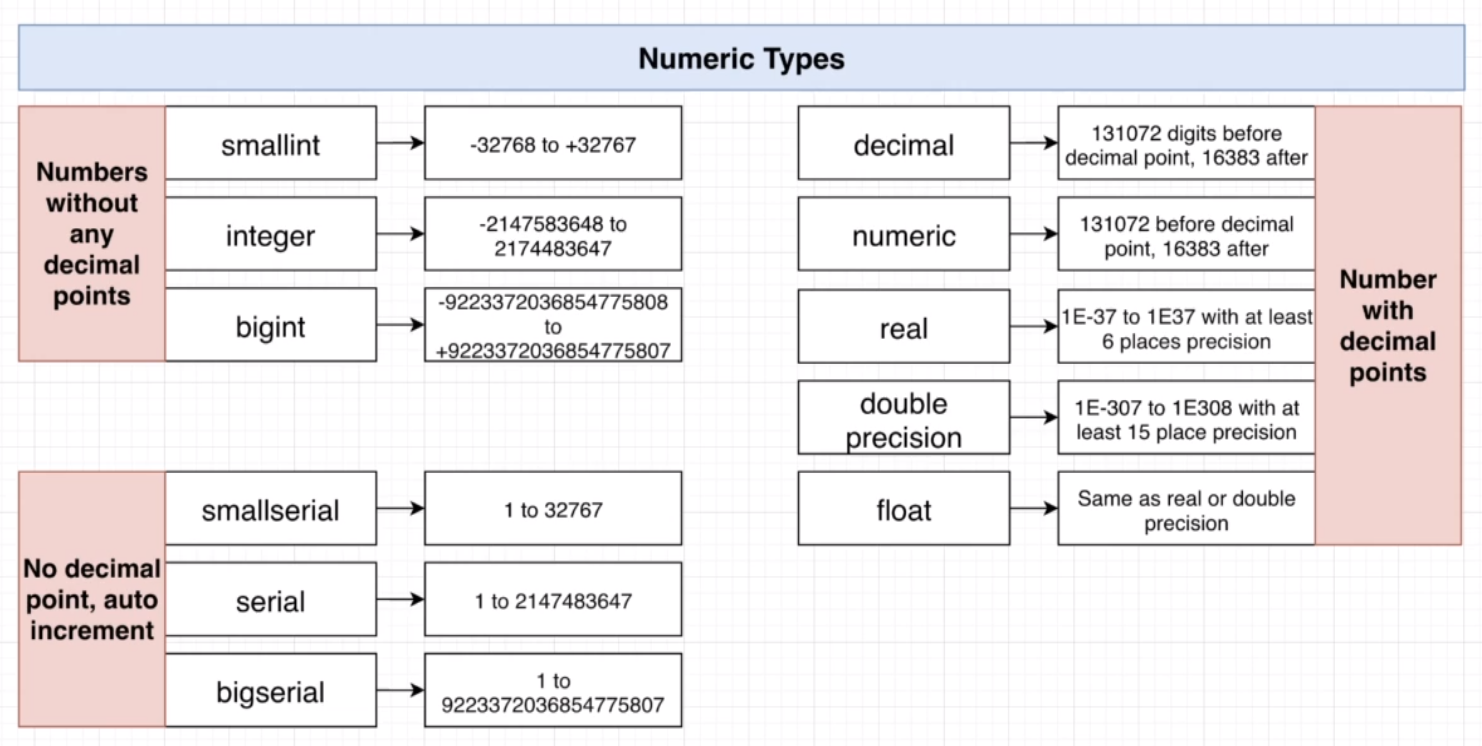 Numeric Types
Numbers
without
any
decimal
points
smallint
-32768 to +32767
integer
-2147583648 to
2174483647
bigint
-9223372036854775808
to
+9223372036854775807
No decimal
point, auto
increment
smallserial
1 to 32767
serial
1 to 2147483647
bigserial
1 to
9223372036854775807
decimal
131072 digits before
decimal point, 16383 after
numeric
131072 before decimal
point, 16383 after
real
1E-37 to 1E37 with at least
6 places precision
double
precision
1E-307 to 1E308 with at
least 15 place precision
float
Same as real or double
precision
Number
with
decimal
points